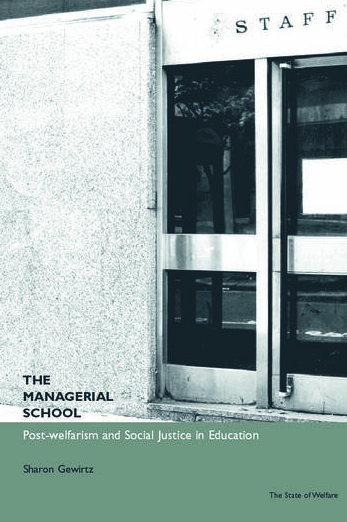 STAFF
THE
MANAGERIAL
SCHOOL
Post-welfarism and Social Justice in Education
Sharon Gewirtz
The State of Welfare